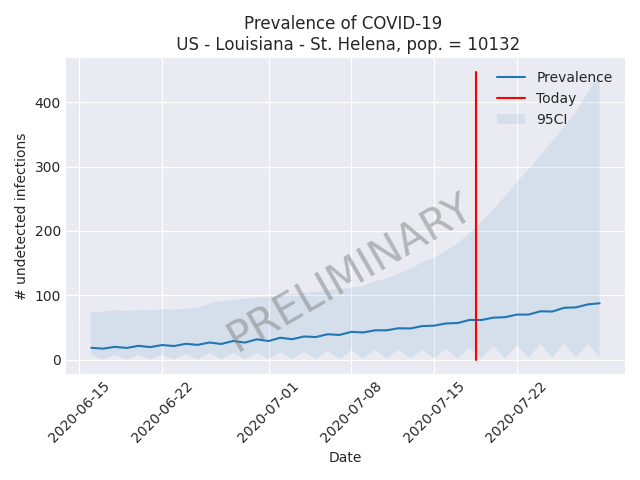 Prevalence of COVID-19
US - Louisiana - St. Helena, pop. = 10132
Prevalence
Today
95CI
400
300
200
100
0
# undetected infections
PRELIMINARY
2020-06-15
2020-06-22
2020-07-01
2020-07-08
2020-07-15
2020-07-22
Date